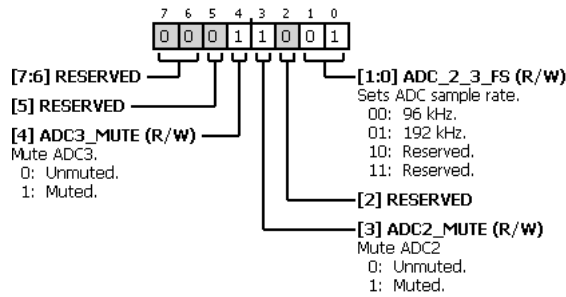 7 6 5 4 3 2 1 0
0 0 0 1 1 0 0 1
[7:6] RESERVED
[5] RESERVED
[4] ADC3_MUTE (R/W)
Mute ADC3.
0: Unmuted.
1: Muted.
[1:0] ADC_2_3_FS (R/W)
Sets ADC sample rate.
00: 96 kHz.
01: 192 kHz.
10: Reserved.
11: Reserved.
[2] RESERVED
[3] ADC2_MUTE (R/W)
Mute ADC2
0: Unmuted.
1: Muted.